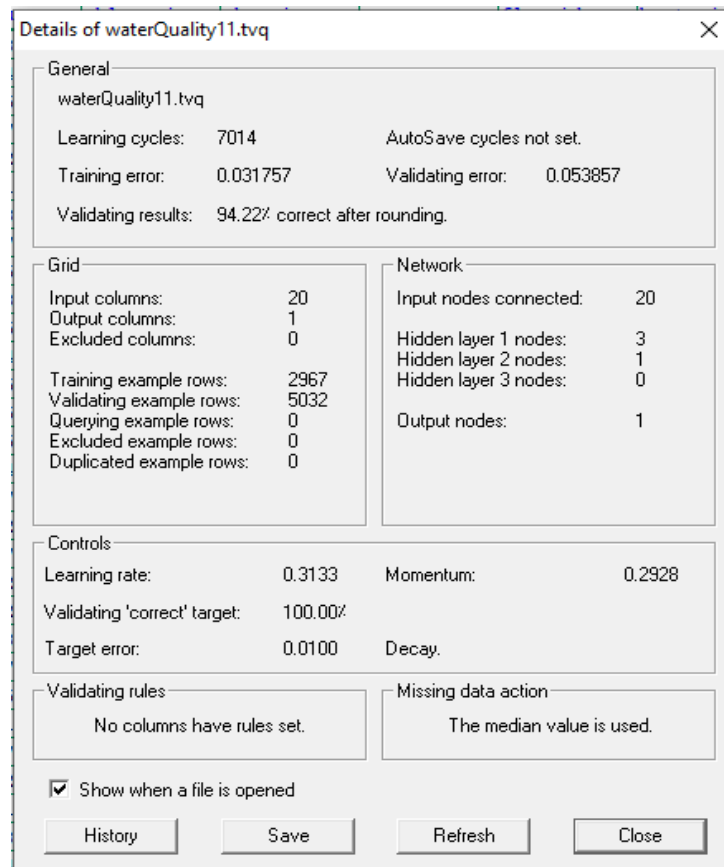 Details of waterQuality11.tvq
General
waterQuality11.tvq
Learning cycles: 7014 AutoSave cycles not set.
Training error: 0.031757 Validating error: 0.053857
Validating results: 94.22% correct after rounding.
Grid
Input columns: 20
Output columns: 1
Excluded columns: 0
Training example rows: 2967
Validating example rows: 5032
Querying example rows: 0
Excluded example rows: 0
Duplicated example rows: 0
Network
Input nodes connected: 20
Hidden layer 1 nodes: 3
Hidden layer 2 nodes: 1
Hidden layer 3 nodes: 0
Output nodes: 1
Controls
Learning rate: 0.3133 Momentum: 0.2928
Validating 'correct' target: 100.00%
Target error: 0.0100 Decay.
Validating rules
No columns have rules set.
Missing data action
The median value is used.
Show when a file is opened
History Save Refresh Close